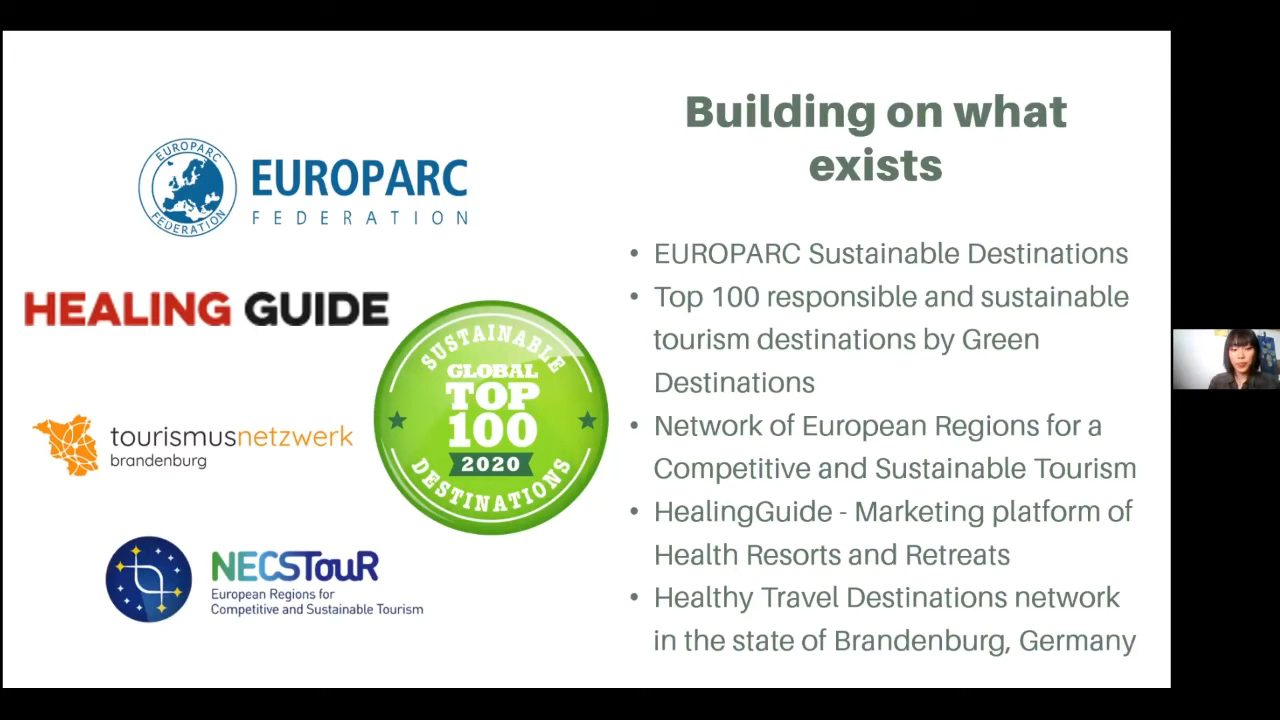 Building on what
exists
EUROPARC
FEDERATION
EUROPARC
FEDERATION
HEALING GUIDE
SUSTAINABLE
GLOBAL
TOP
100
2020
DESTINATIONS
tourismusnetzwerk
brandenburg
NECSTouR
European Regions for
Competitive and Sustainable Tourism
• EUROPARC Sustainable Destinations
• Top 100 responsible and sustainable
tourism destinations by Green
Destinations
• Network of European Regions for a
Competitive and Sustainable Tourism
• HealingGuide - Marketing platform of
Health Resorts and Retreats
• Healthy Travel Destinations network
in the state of Brandenburg, Germany